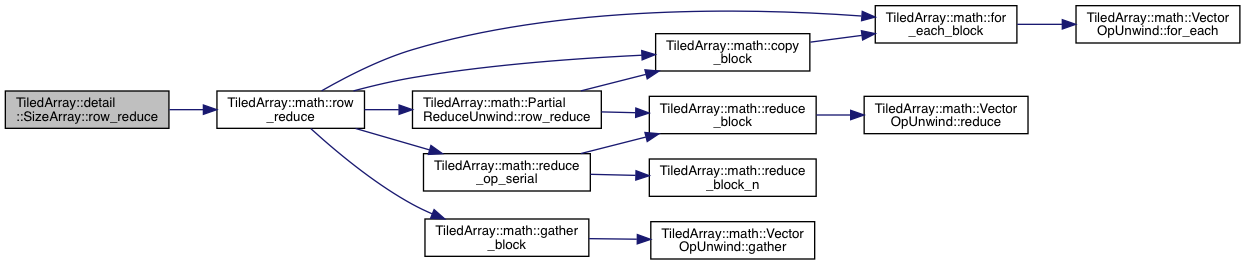 TiledArray::detail
::SizeArray::row_reduce
TiledArray::math::row
_reduce
TiledArray::math::for
_each_block
TiledArray::math::Vector
OpUnwind::for_each
TiledArray::math::copy
_block
TiledArray::math::Partial
ReduceUnwind::row_reduce
TiledArray::math::reduce
_block
TiledArray::math::Vector
OpUnwind::reduce
TiledArray::math::reduce
_op_serial
TiledArray::math::reduce
_block_n
TiledArray::math::gather
_block
TiledArray::math::Vector
OpUnwind::gather